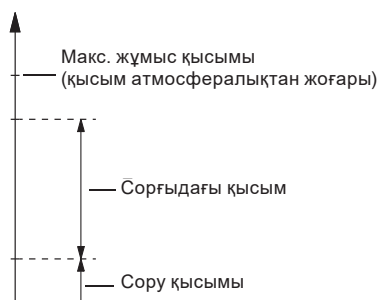 Макс. жұмыс қысымы
(қысым атмосфералықтан жоғары)
Сорғыдағы қысым
Сору қысымы